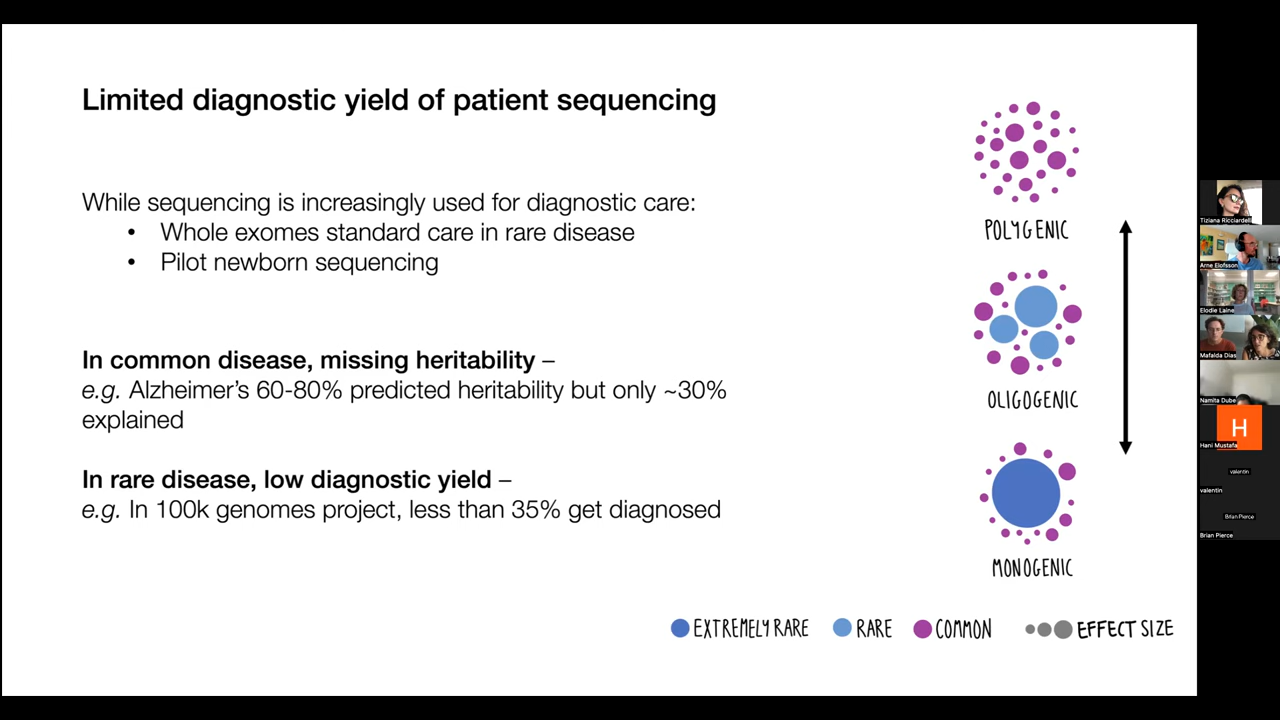 Limited diagnostic yield of patient sequencing
While sequencing is increasingly used for diagnostic care:
• Whole exomes standard care in rare disease
• Pilot newborn sequencing
In common disease, missing heritability –
e.g. Alzheimer's 60-80% predicted heritability but only ~30%
explained
In rare disease, low diagnostic yield –
e.g. In 100k genomes project, less than 35% get diagnosed
POLYGENIC
OLIGOGENIC
MONOGENIC
EXTREMELY RARE
RARE
COMMON
EFFECT SIZE
Tiziana Ricciardelli
Arne Elofsson
Elodie Laine
Mafalda Dias
Namita Dube
H
Hani Mustafa
valentin
valentin
Brian Pierce
Brian Pierce